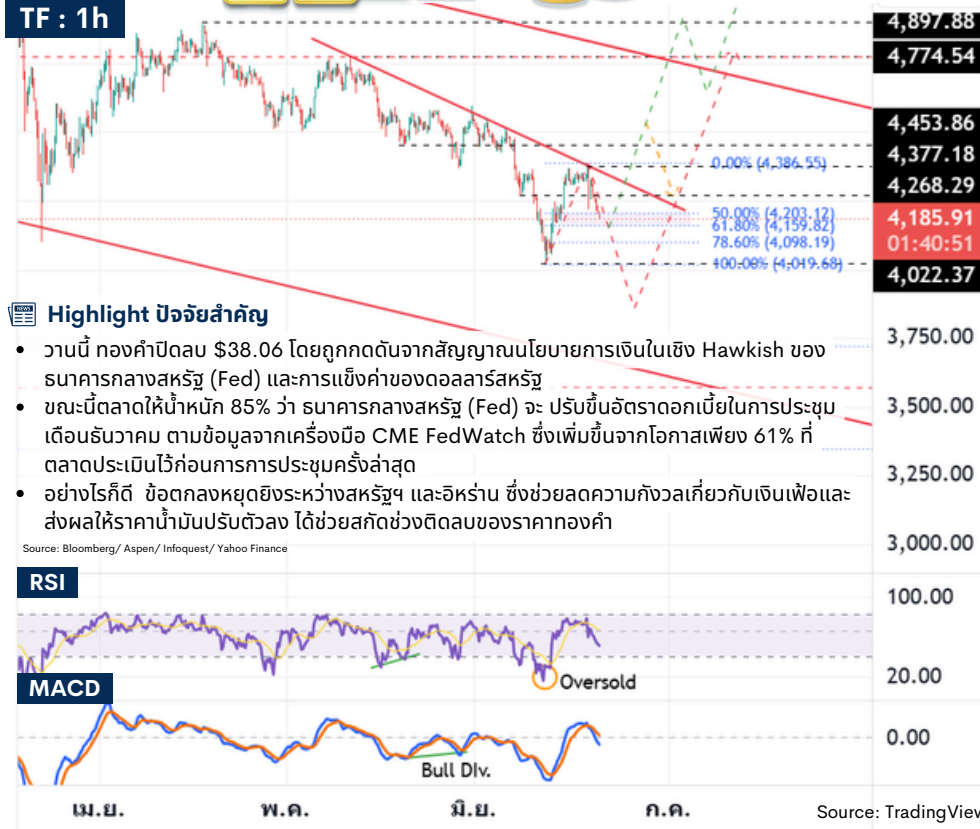 TF : 1h
4,897.88
4,774.54
4,453.86
4,377.18
4,268.29
4,185.91
01:40:51
4,022.37
0.00% (4,386.55)
50.00% (4,203.12)
61.80% (4,159.82)
78.60% (4,098.19)
100.00% (4,019.68)
NEWS
Highlight ปัจจัยสำคัญ
• วานนี้ ทองคำปิดลบ $38.06 โดยถูกกดดันจากสัญญาณนโยบายการเงินในเชิง Hawkish ของ
ธนาคารกลางสหรัฐ (Fed) และการแข็งค่าของดอลลาร์สหรัฐ
• ขณะนี้ตลาดให้น้ำหนัก 85% ว่า ธนาคารกลางสหรัฐ (Fed) จะ ปรับขึ้นอัตราดอกเบี้ยในการประชุม
เดือนธันวาคม ตามข้อมูลจากเครื่องมือ CME FedWatch ซึ่งเพิ่มขึ้นจากโอกาสเพียง 61% ที่
ตลาดประเมินไว้ก่อนการการประชุมครั้งล่าสุด
• อย่างไรก็ดี ข้อตกลงหยุดยิงระหว่างสหรัฐฯ และอิหร่าน ซึ่งช่วยลดความกังวลเกี่ยวกับเงินเฟ้อและ
ส่งผลให้ราคาน้ำมันปรับตัวลง ได้ช่วยสกัดช่วงติดลบของราคาทองคำ
Source: Bloomberg/ Aspen/ Infoquest/ Yahoo Finance
3,750.00
3,500.00
3,250.00
3,000.00
RSI
100.00
20.00
Oversold
MACD
0.00
Bull DIv.
เม.ย.
พ.ค.
มิ.ย.
ก.ค.
Source: TradingView